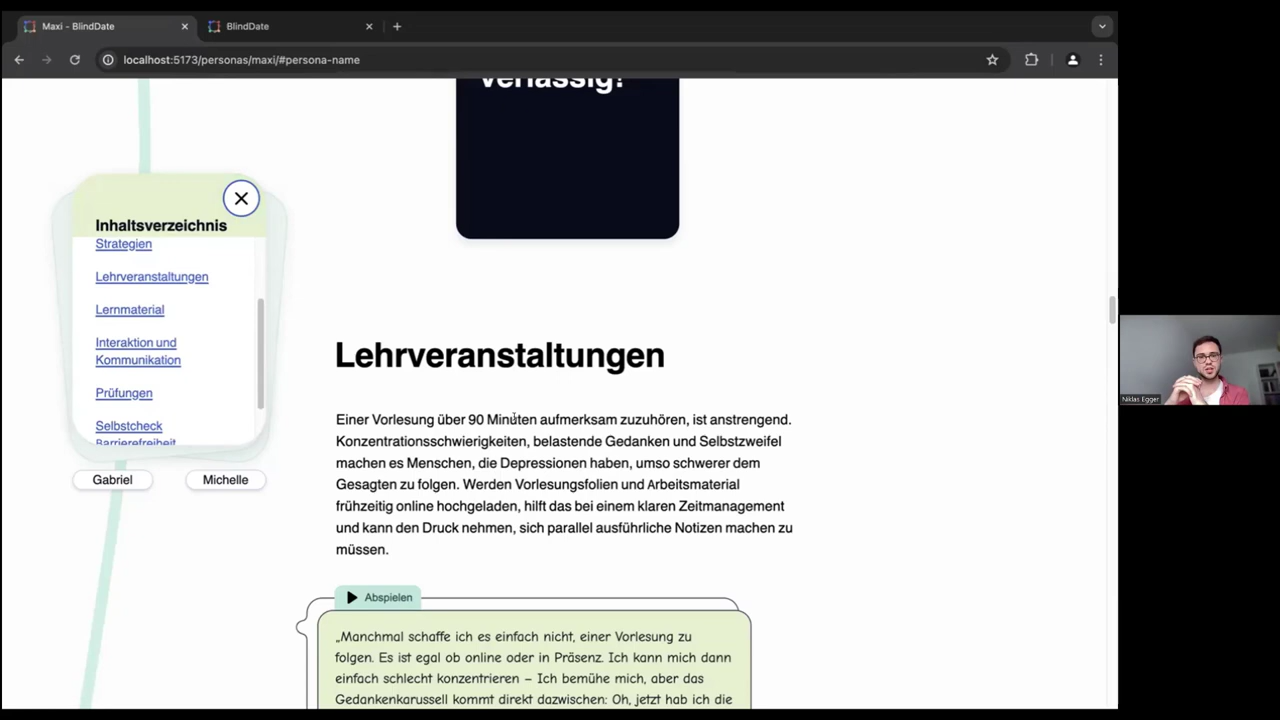 Maxi - BlindDate
BlindDate
localhost:5173/personas/maxi/#persona-name
verlässig!
Inhaltsverzeichnis
Strategien
Lehrveranstaltungen
Lernmaterial
Interaktion und
Kommunikation
Prüfungen
Selbstcheck
Barrierefreiheit
Gabriel
Michelle
Lehrveranstaltungen
Einer Vorlesung über 90 Minuten aufmerksam zuzuhören, ist anstrengend.
Konzentrationsschwierigkeiten, belastende Gedanken und Selbstzweifel
machen es Menschen, die Depressionen haben, umso schwerer dem
Gesagten zu folgen. Werden Vorlesungsfolien und Arbeitsmaterial
frühzeitig online hochgeladen, hilft das bei einem klaren Zeitmanagement
und kann den Druck nehmen, sich parallel ausführliche Notizen machen zu
müssen.
Abspielen
„Manchmal schaffe ich es einfach nicht, einer Vorlesung zu
folgen. Es ist egal ob online oder in Präsenz. Ich kann mich dann
einfach schlecht konzentrieren – Ich bemühe mich, aber das
Gedankenkarussell kommt direkt dazwischen: Oh, jetzt hab ich die
Niklas Egger